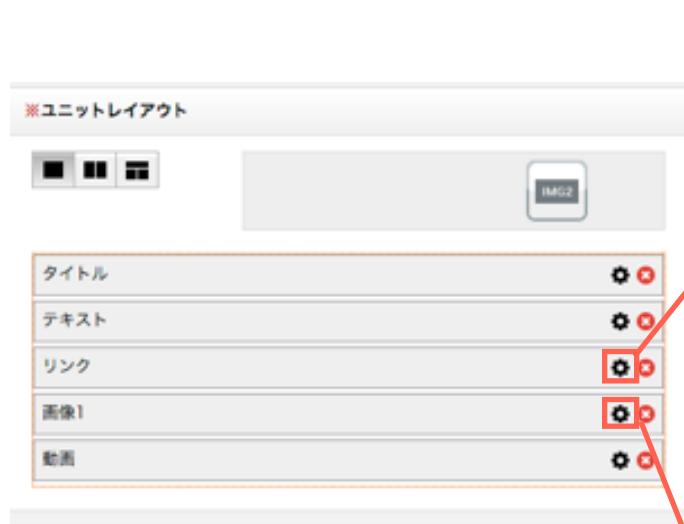 ※ユニットレイアウト
IMG2
タイトル
テキスト
リンク
画像1
動画